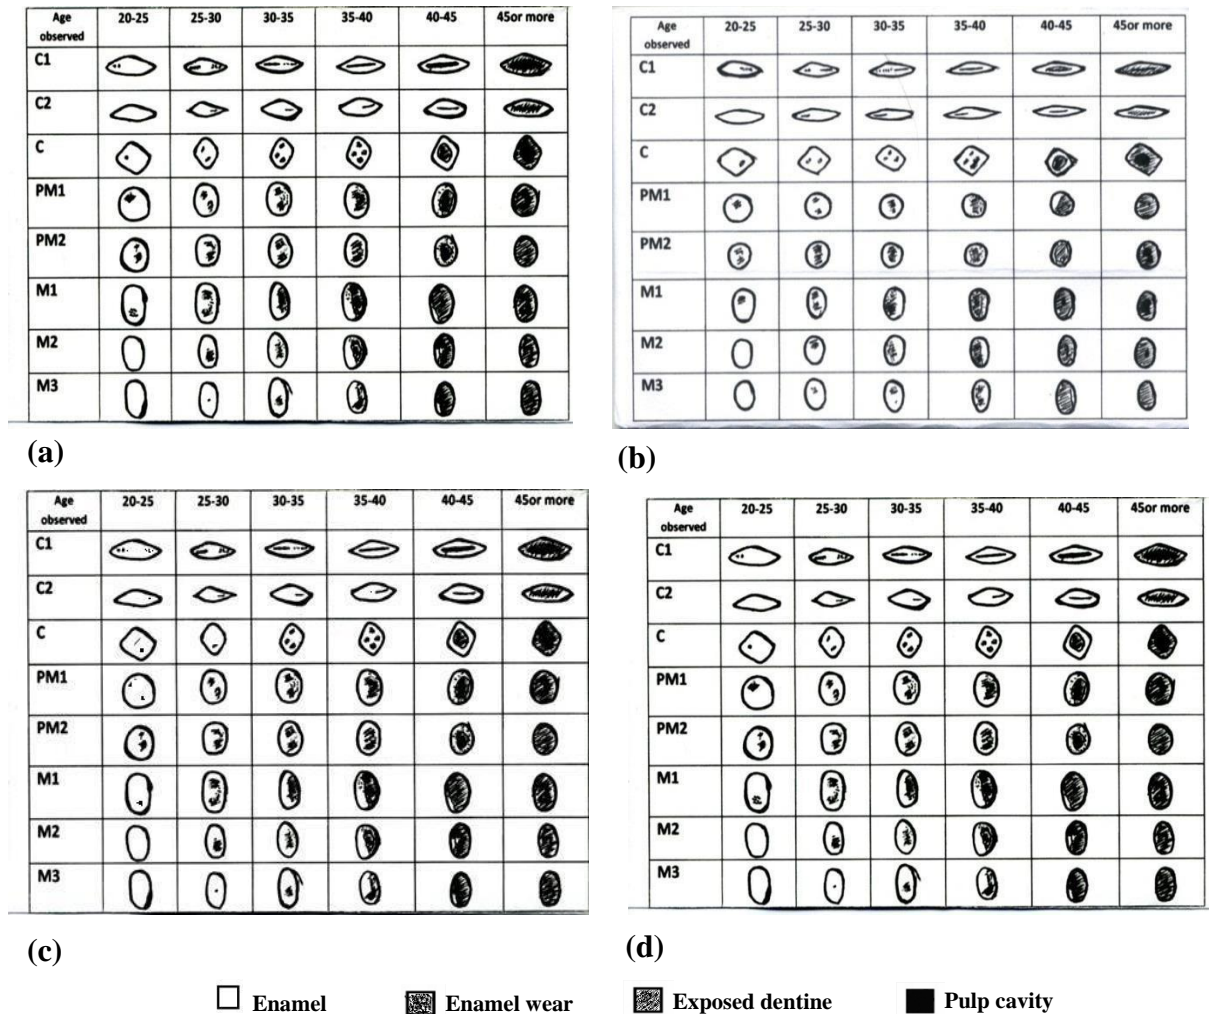 Age observed 20-25 25-30 30-35 35-40 40-45 45or more
C1
C2
C
PM1
PM2
M1
M2
M3
(a)
Age observed 20-25 25-30 30-35 35-40 40-45 45or more
C1
C2
C
PM1
PM2
M1
M2
M3
(b)
Age observed 20-25 25-30 30-35 35-40 40-45 45or more
C1
C2
C
PM1
PM2
M1
M2
M3
(c)
Age observed 20-25 25-30 30-35 35-40 40-45 45or more
C1
C2
C
PM1
PM2
M1
M2
M3
(d)
Enamel Enamel wear Exposed dentine Pulp cavity